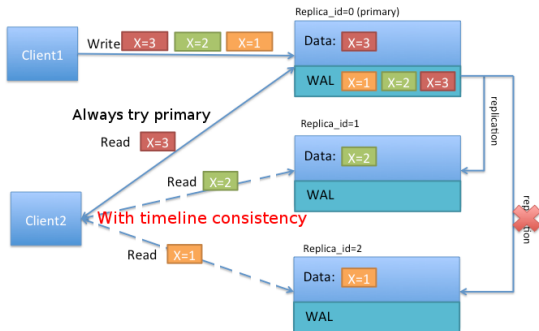 Replica_id=0 (primary)
Client1
Write X=3 X=2 X=1
Data: X=3
WAL X=1 X=2 X=3
Always try primary
Read X=3
replication
Replica_id=1
Data: X=2
WAL
Read X=2
Client2
With timeline consistency
Read X=1
Replica_id=2
Data: X=1
WAL